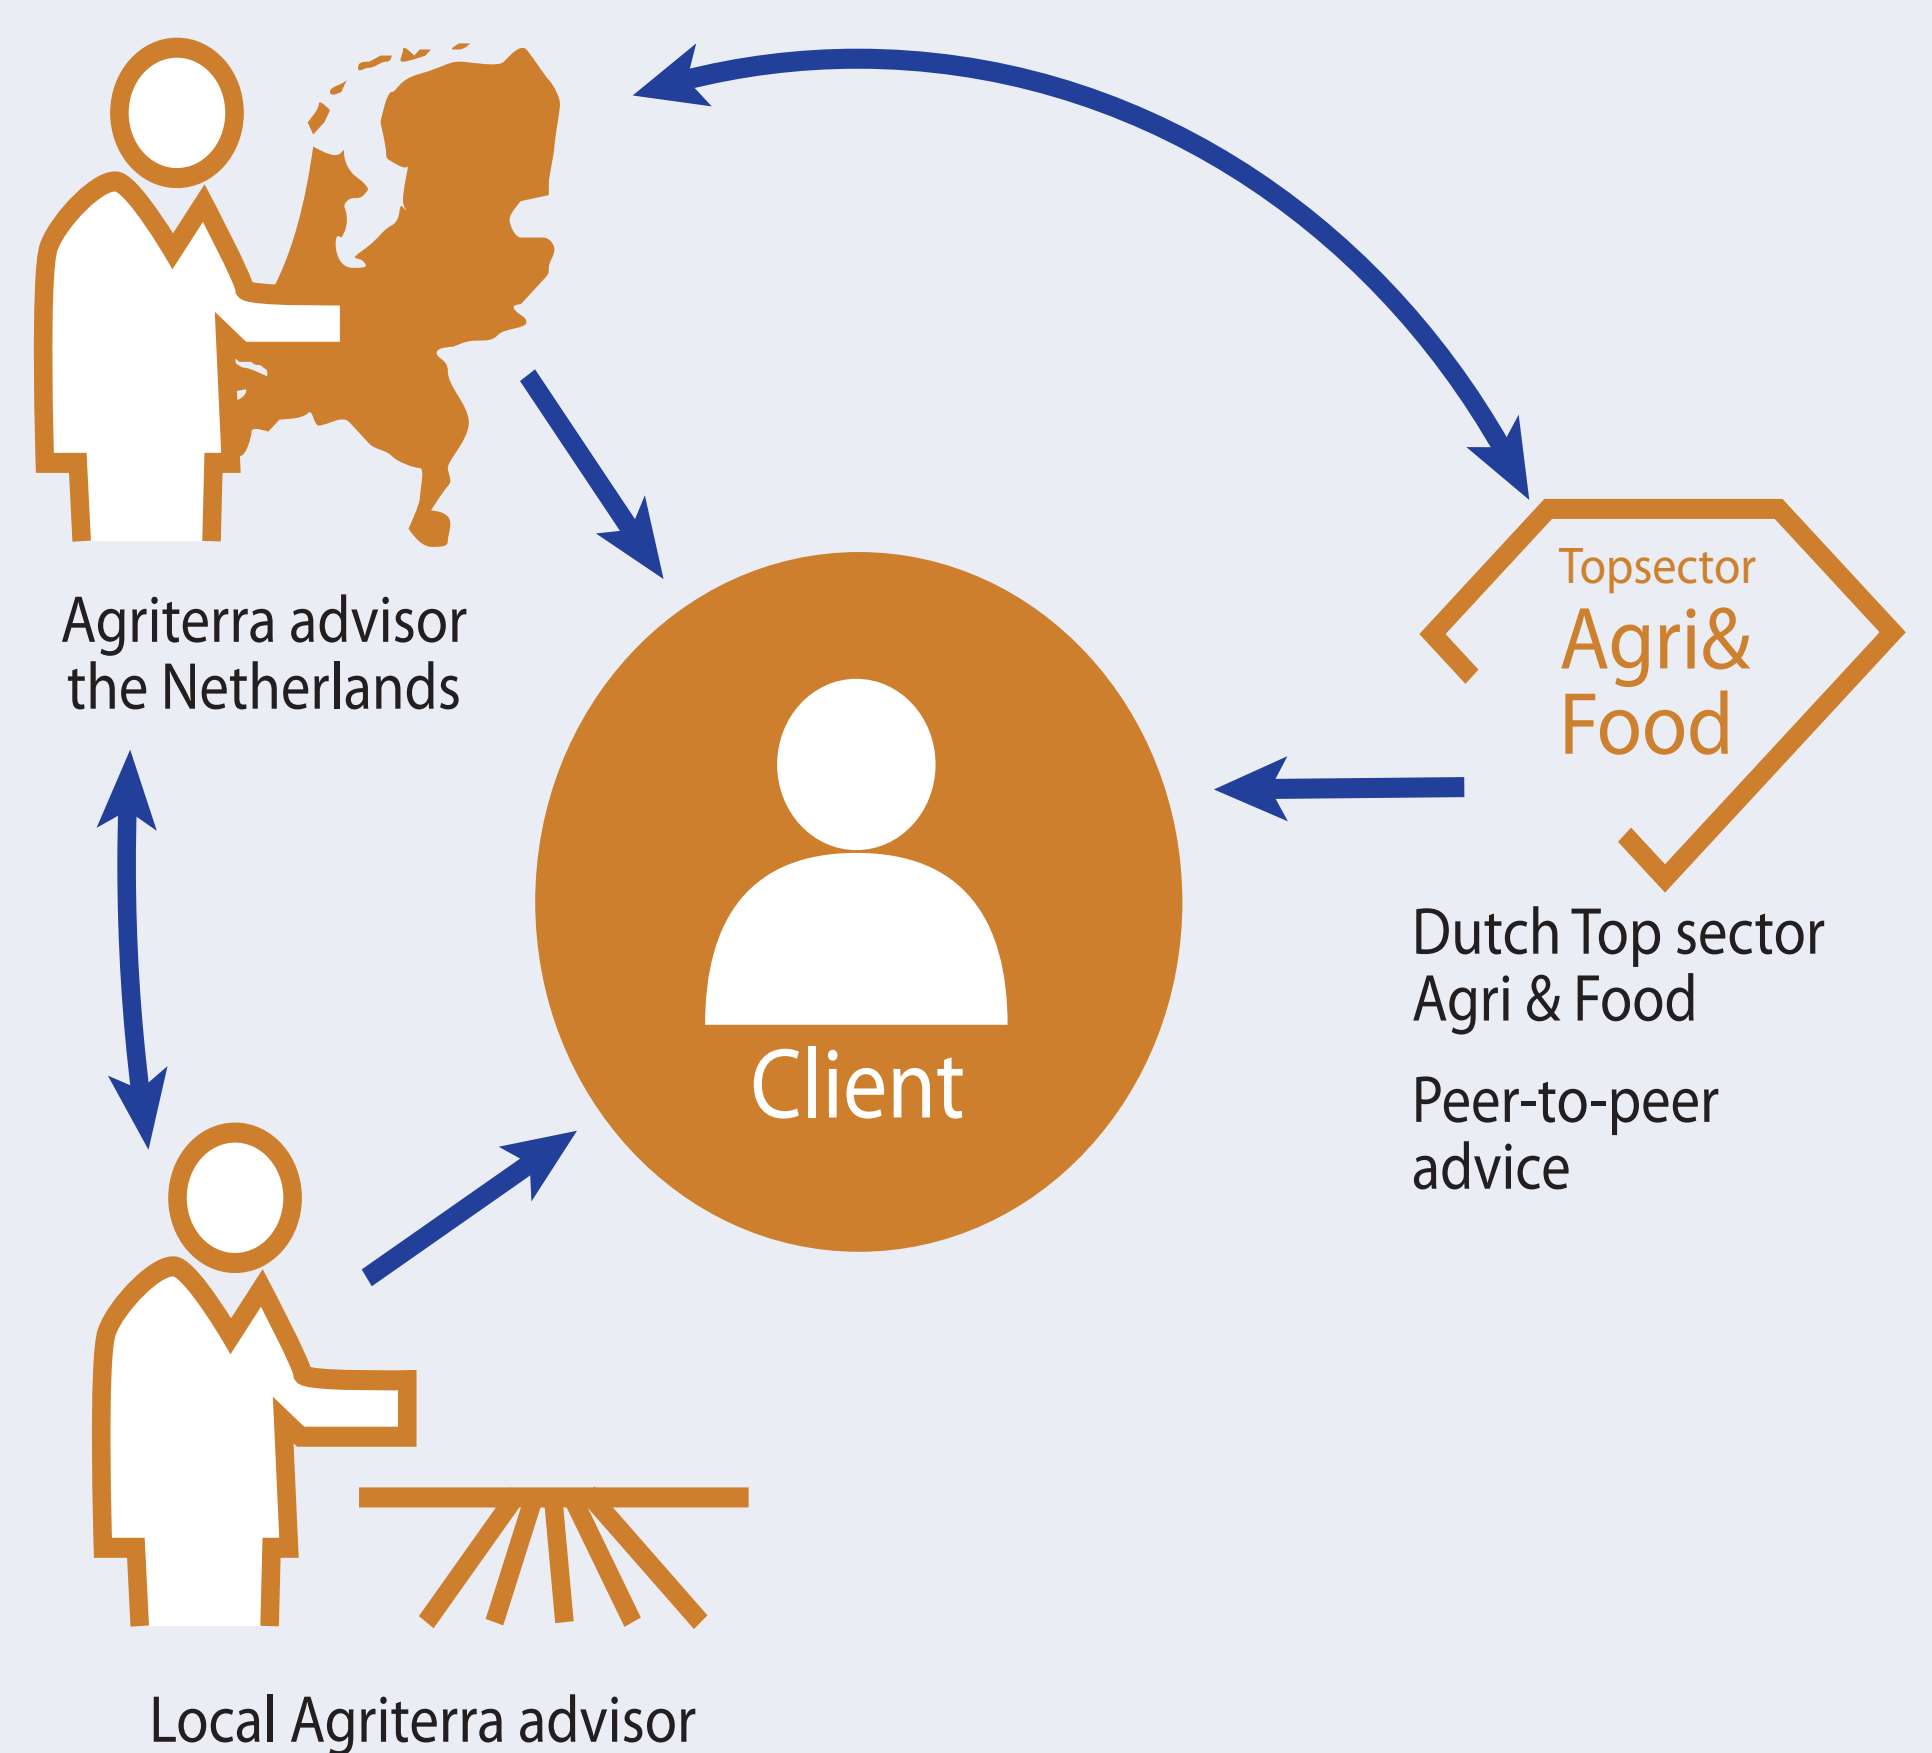 Agriterra advisor
the Netherlands
Topsector
Agri&
Food
Dutch Top sector
Agri & Food
Peer-to-peer
advice
Client
Local Agriterra advisor